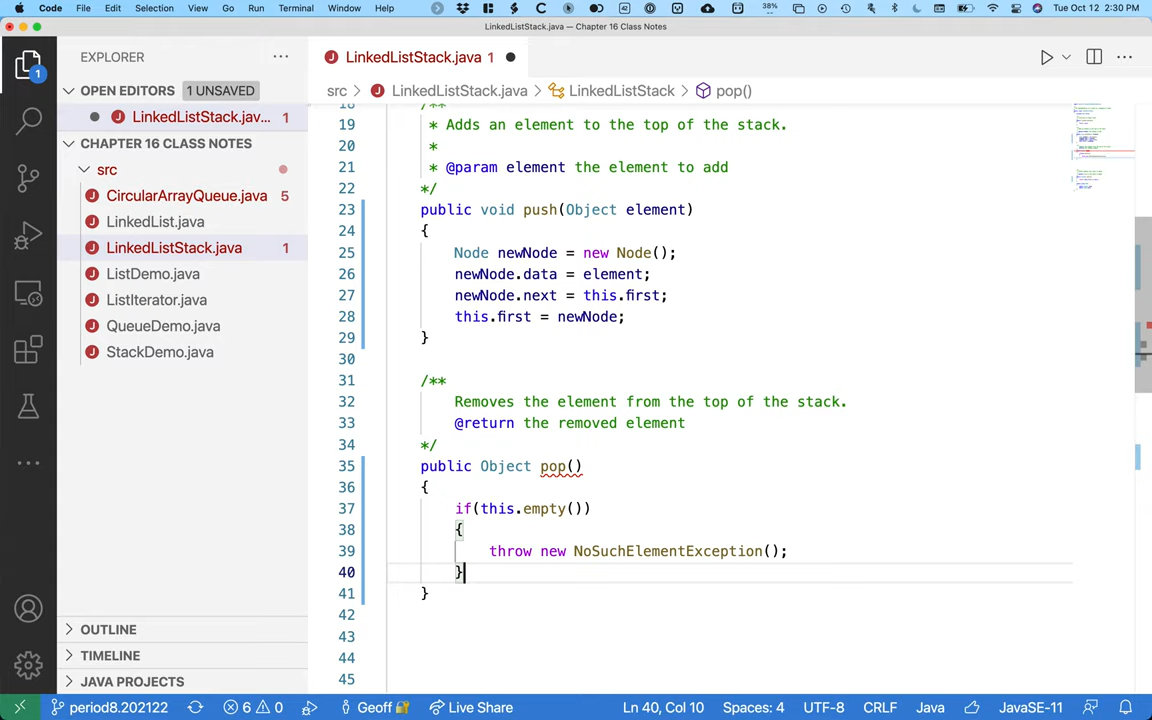 Code File Edit Selection View Go Run Terminal Window Help 38% Tue Oct 12 2:30 PM
LinkedListStack.java — Chapter 16 Class Notes
EXPLORER
LinkedListStack.java 1
OPEN EDITORS 1 UNSAVED
src > LinkedListStack.java > LinkedListStack > pop()
LinkedListStack.jav... 1
CHAPTER 16 CLASS NOTES
src
CircularArrayQueue.java 5
LinkedList.java
LinkedListStack.java 1
ListDemo.java
ListIterator.java
QueueDemo.java
StackDemo.java
OUTLINE
TIMELINE
JAVA PROJECTS
1
18 /**
19 * Adds an element to the top of the stack.
20 *
21 * @param element the element to add
22 */
23 public void push(Object element)
24 {
25 Node newNode = new Node();
26 newNode.data = element;
27 newNode.next = this.first;
28 this.first = newNode;
29 }
30
31 /**
32 Removes the element from the top of the stack.
33 @return the removed element
34 */
35 public Object pop()
36 {
37 if(this.empty())
38 {
39 throw new NoSuchElementException();
40 }
41 }
42
43
44
45
period8.202122 6 0 Geoff Live Share Ln 40, Col 10 Spaces: 4 UTF-8 CRLF Java JavaSE-11